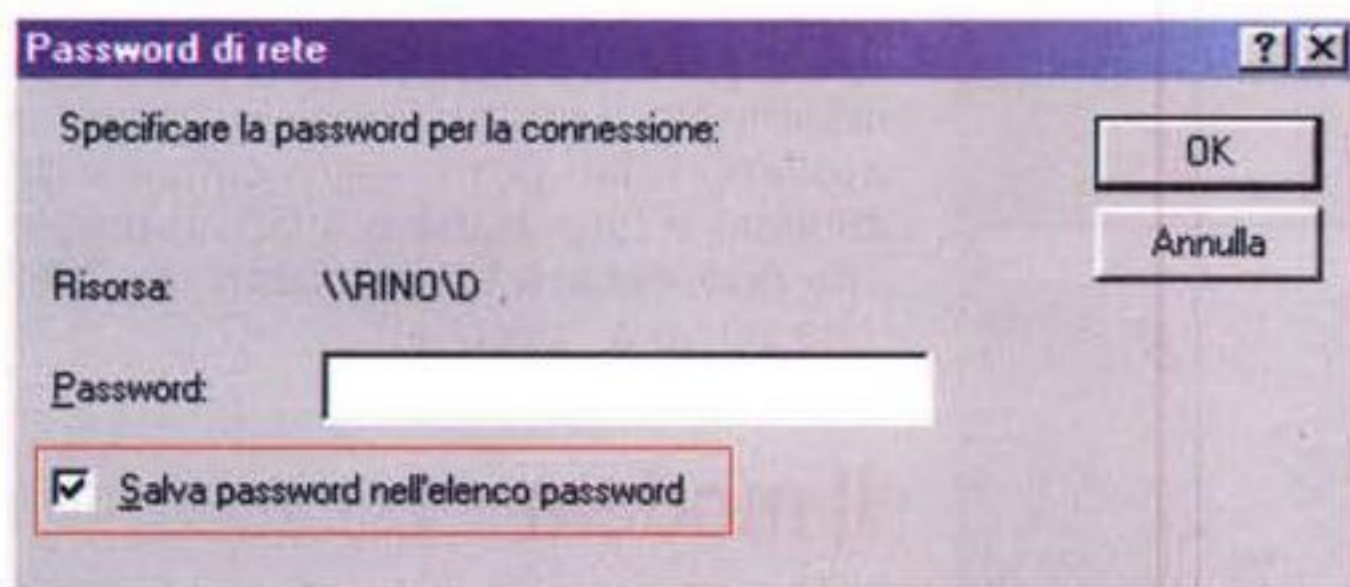 Password di rete
? X
Specificare la password per la connessione:
OK
Annulla
Risorsa: \\RINO\D
Password:
Salva password nell'elenco password